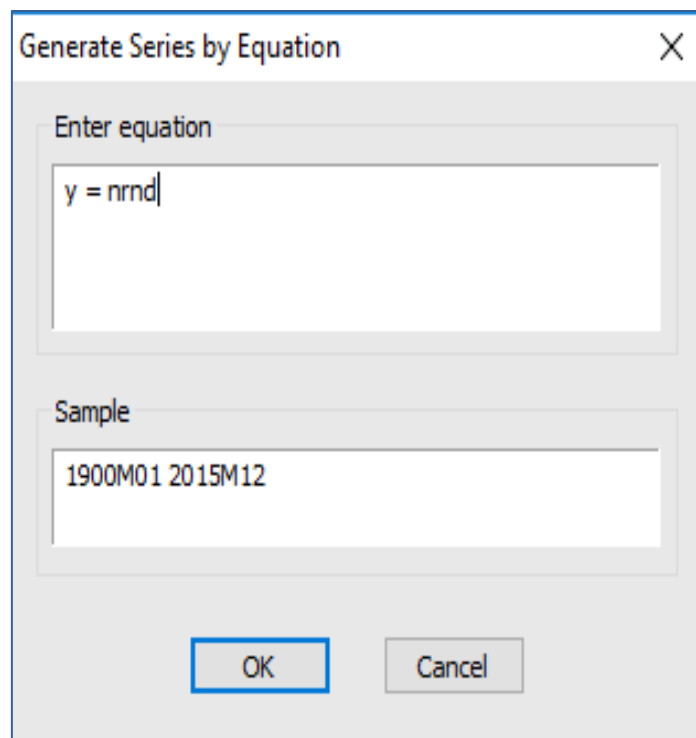 Generate Series by Equation
Enter equation
y = nrnd
Sample
1900M01 2015M12
OK
Cancel